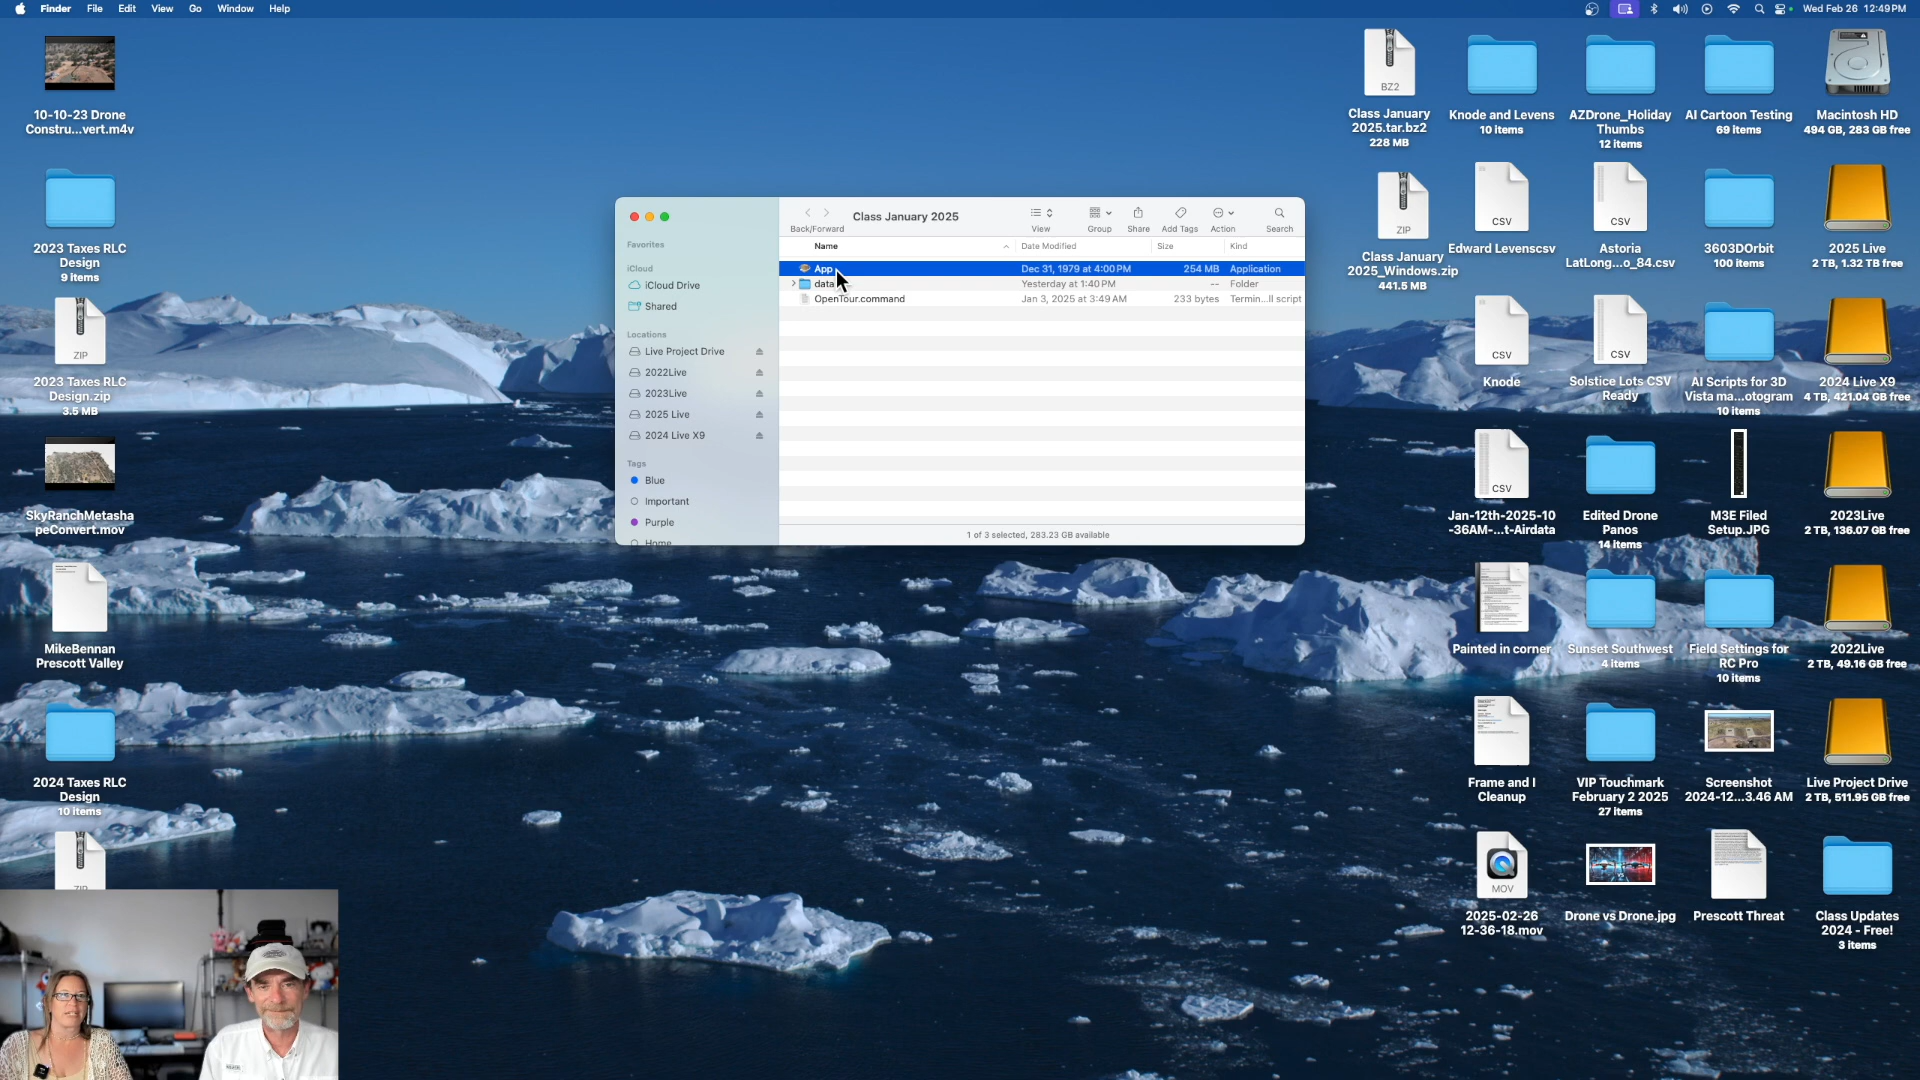 Finder File Edit View Go Window Help
Wed Feb 26 12:49 PM
10-10-23 Drone
Constru...vert.m4v
2023 Taxes RLC
Design
9 items
ZIP
2023 Taxes RLC
Design.zip
3.5 MB
SkyRanchMetasha
peConvert.mov
MikeBennan
Prescott Valley
2024 Taxes RLC
Design
10 items
ZIP
Class January 2025
Back/Forward
View
Group
Share
Add Tags
Action
Search
Favorites
iCloud
iCloud Drive
Shared
Locations
Live Project Drive
2022Live
2023Live
2025 Live
2024 Live X9
Tags
Blue
Important
Purple
Home
Name Date Modified Size Kind
App Dec 31, 1979 at 4:00 PM 254 MB Application
data Yesterday at 1:40 PM -- Folder
OpenTour.command Jan 3, 2025 at 3:49 AM 233 bytes Termin...ll script
1 of 3 selected, 283.23 GB available
BZ2
Class January
2025.tar.bz2
228 MB
Knode and Levens
10 items
AZDrone_Holiday
Thumbs
12 items
AI Cartoon Testing
69 items
Macintosh HD
494 GB, 283 GB free
ZIP
Class January
2025_Windows.zip
441.5 MB
CSV
Edward Levenscsv
CSV
Astoria
LatLong...o_84.csv
3603DOrbit
100 items
2025 Live
2 TB, 1.32 TB free
CSV
Knode
CSV
Solstice Lots CSV
Ready
AI Scripts for 3D
Vista ma...otogram
10 items
2024 Live X9
4 TB, 421.04 GB free
CSV
Jan-12th-2025-10
-36AM-...t-Airdata
Edited Drone
Panos
14 items
M3E Filed
Setup.JPG
2023Live
2 TB, 136.07 GB free
Painted in corner
Sunset Southwest
4 items
Field Settings for
RC Pro
10 items
2022Live
2 TB, 49.16 GB free
Frame and I
Cleanup
VIP Touchmark
February 2 2025
27 items
Screenshot
2024-12...3.46 AM
Live Project Drive
2 TB, 511.95 GB free
MOV
2025-02-26
12-36-18.mov
Drone vs Drone.jpg
Prescott Threat
Class Updates
2024 - Free!
3 items